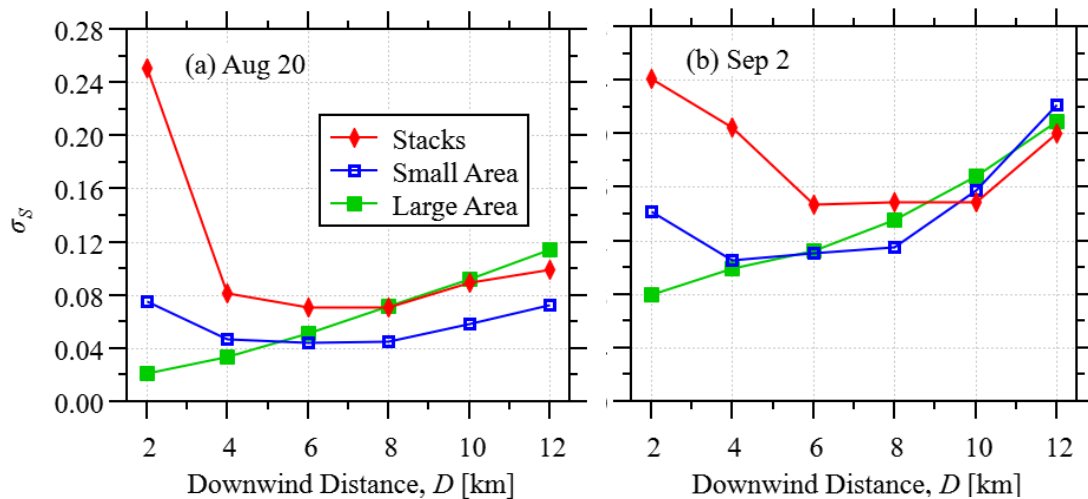 0.28
0.24
0.20
0.16
0.12
0.08
0.04
0.00
σS
(a) Aug 20
Stacks
Small Area
Large Area
2 4 6 8 10 12
Downwind Distance, D [km]
(b) Sep 2
2 4 6 8 10 12
Downwind Distance, D [km]